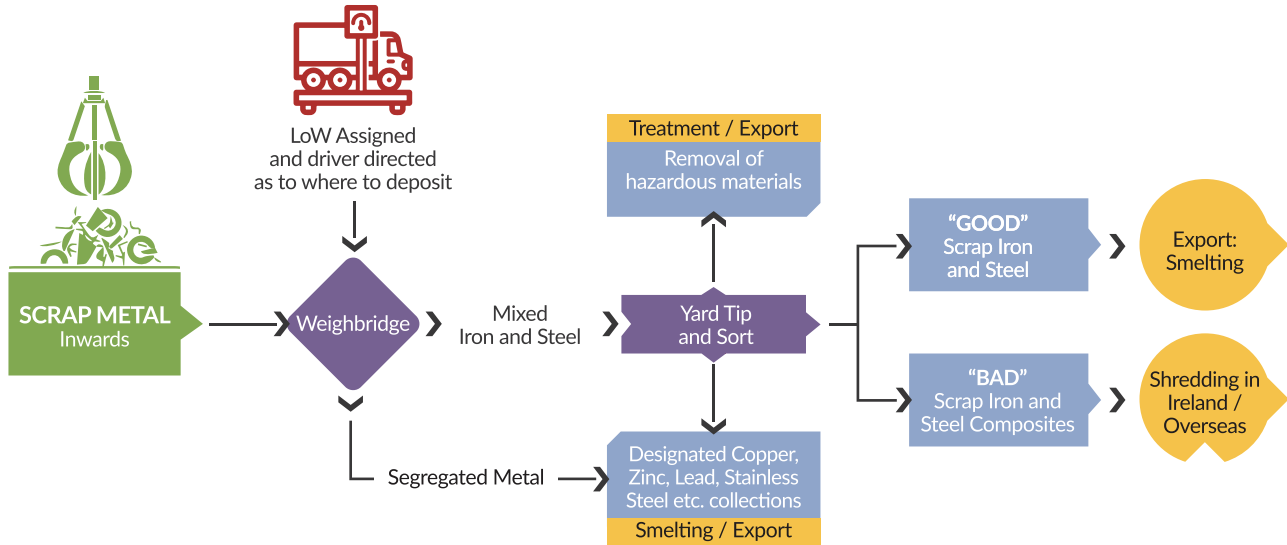 LoW Assigned
and driver directed
as to where to deposit
SCRAP METAL
Inwards
Weighbridge
Mixed
Iron and Steel
Segregated Metal
Treatment / Export
Removal of
hazardous materials
Yard Tip
and Sort
Designated Copper,
Zinc, Lead, Stainless
Steel etc. collections
Smelting / Export
“GOOD”
Scrap Iron
and Steel
Export:
Smelting
“BAD”
Scrap Iron and
Steel Composites
Shredding in
Ireland /
Overseas